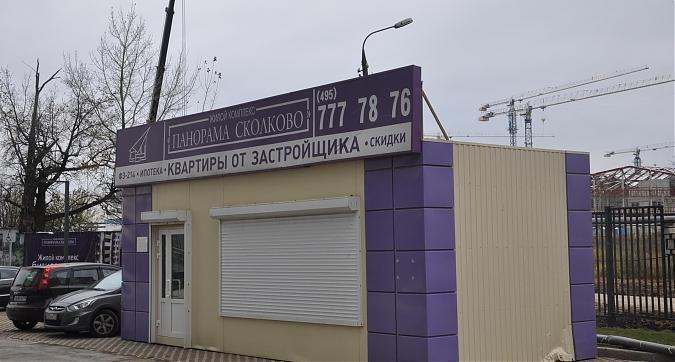 ЖИЛОЙ КОМПЛЕКС
ПАНОРАМА СКОЛКОВО
(495)
777 78 76
ФЗ-214 • ИПОТЕКА • КВАРТИРЫ ОТ ЗАСТРОЙЩИКА • СКИДКИ
Жилой комплекс